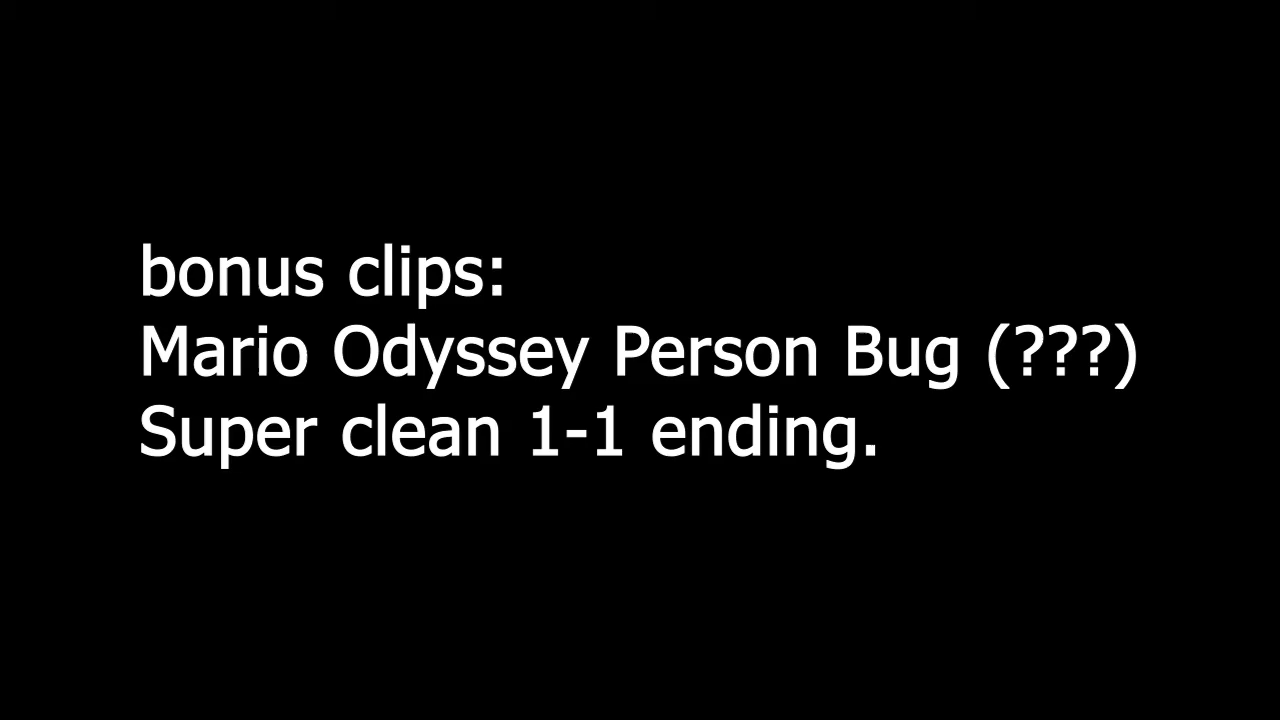 bonus clips:
Mario Odyssey Person Bug (???)
Super clean 1-1 ending.